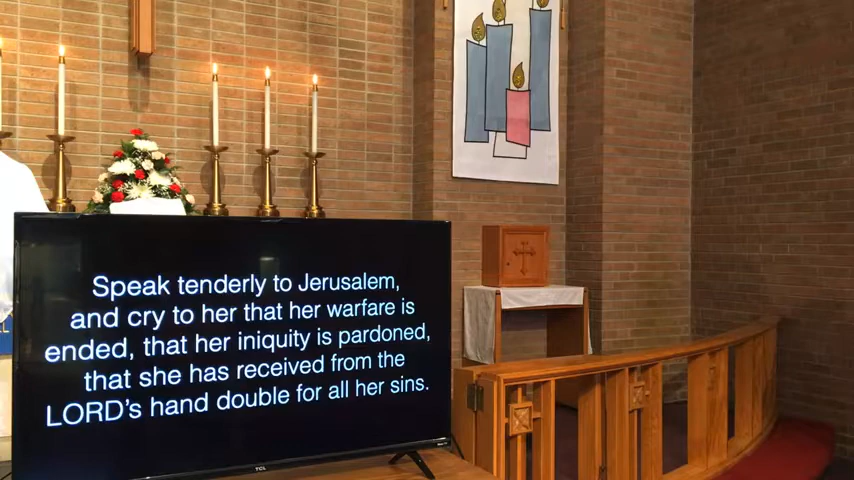 Speak tenderly to Jerusalem,
and cry to her that her warfare is
ended, that her iniquity is pardoned,
that she has received from the
LORD's hand double for all her sins.
TCL